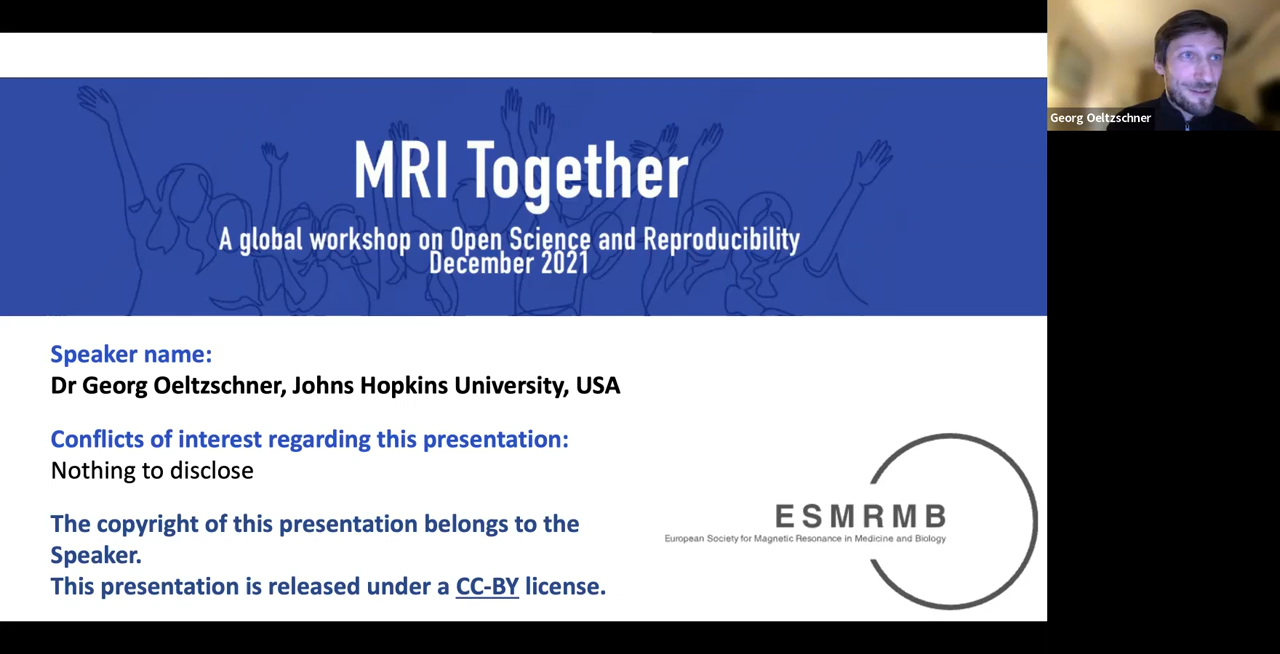 MRI Together
A global workshop on Open Science and Reproducibility
December 2021
Georg Oeltzschner
Speaker name:
Dr Georg Oeltzschner, Johns Hopkins University, USA
Conflicts of interest regarding this presentation:
Nothing to disclose
The copyright of this presentation belongs to the
Speaker.
This presentation is released under a CC-BY license.
ESMRMB
European Society for Magnetic Resonance in Medicine and Biology